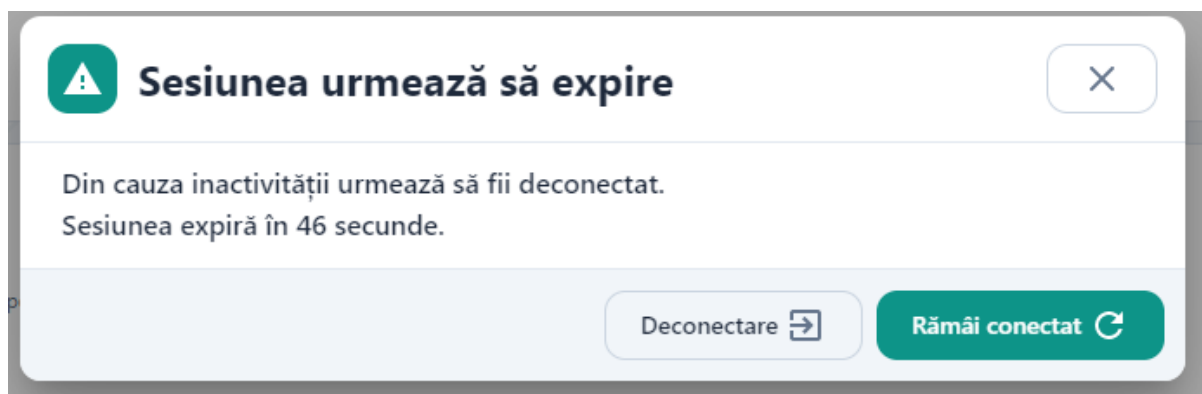 Sesiunea urmează să expire
Din cauza inactivității urmează să fii deconectat.
Sesiunea expiră în 46 secunde.
Deconectare
Rămâi conectat